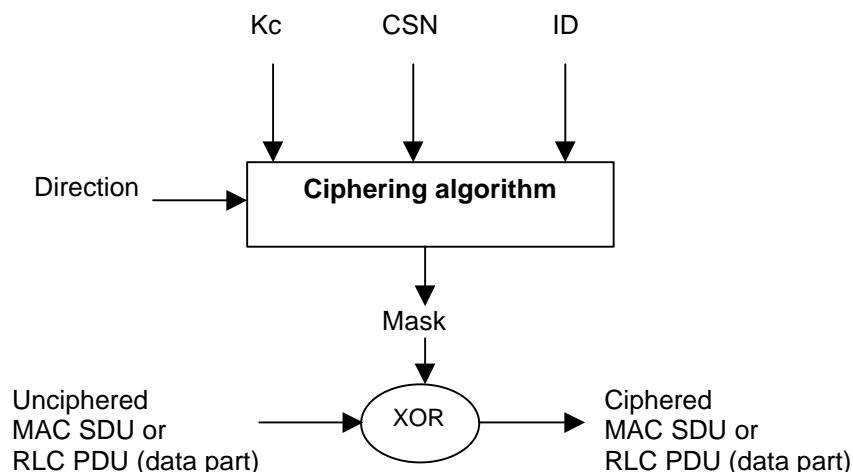 Kc CSN ID
Direction
Ciphering algorithm
Mask
Unciphered
MAC SDU or
RLC PDU (data part)
XOR
Ciphered
MAC SDU or
RLC PDU (data part)